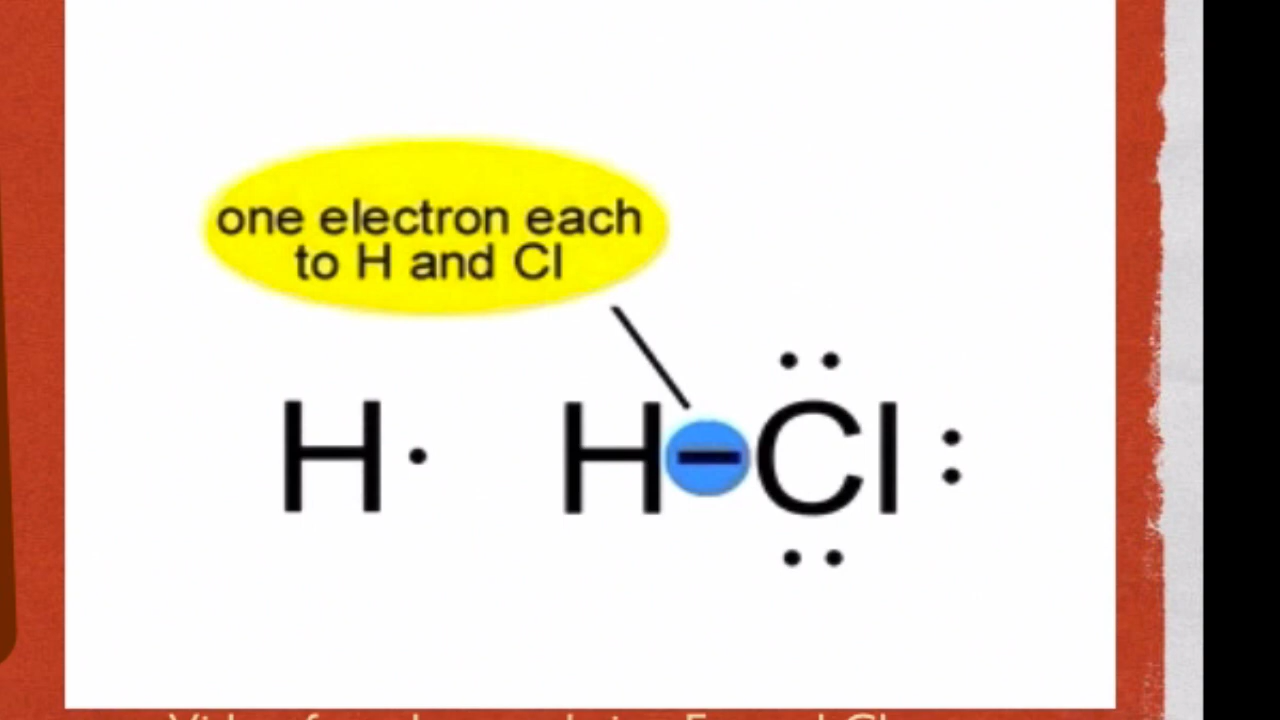 one electron each
to H and Cl
H· H–Cl